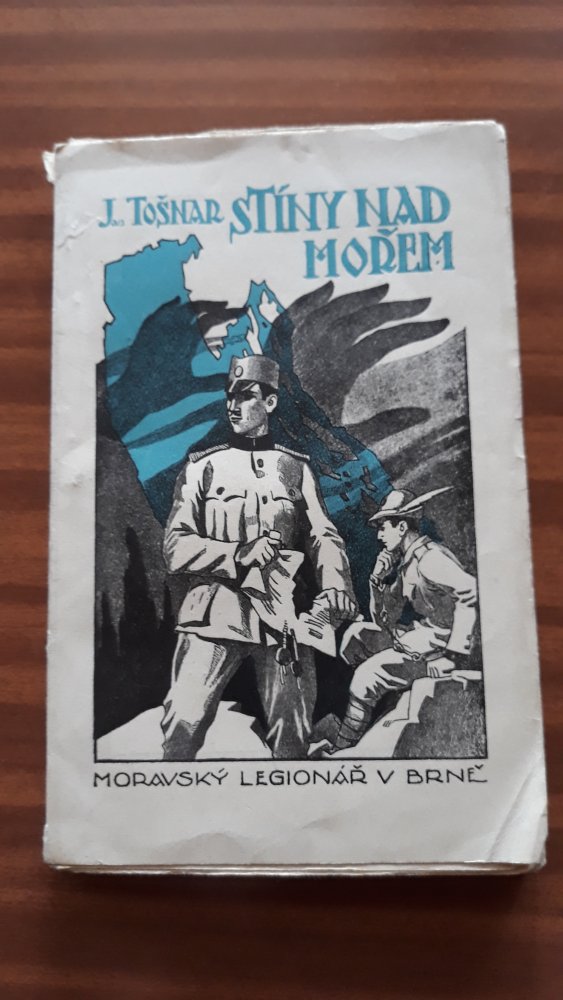 J. TOŠNAR STÍNY NAD
MOŘEM
MORAVSKÝ LEGIONÁŘ V BRNĚ